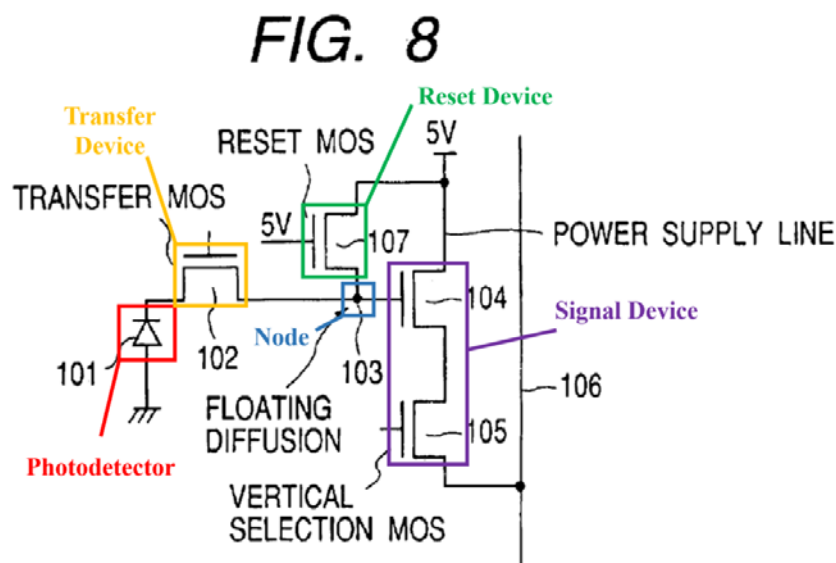 FIG. 8
Reset Device
Transfer
Device
RESET MOS
5V
TRANSFER MOS
5V
107
POWER SUPPLY LINE
104
Signal Device
101
102
Node
103
106
FLOATING
DIFFUSION
105
Photodetector
VERTICAL
SELECTION MOS